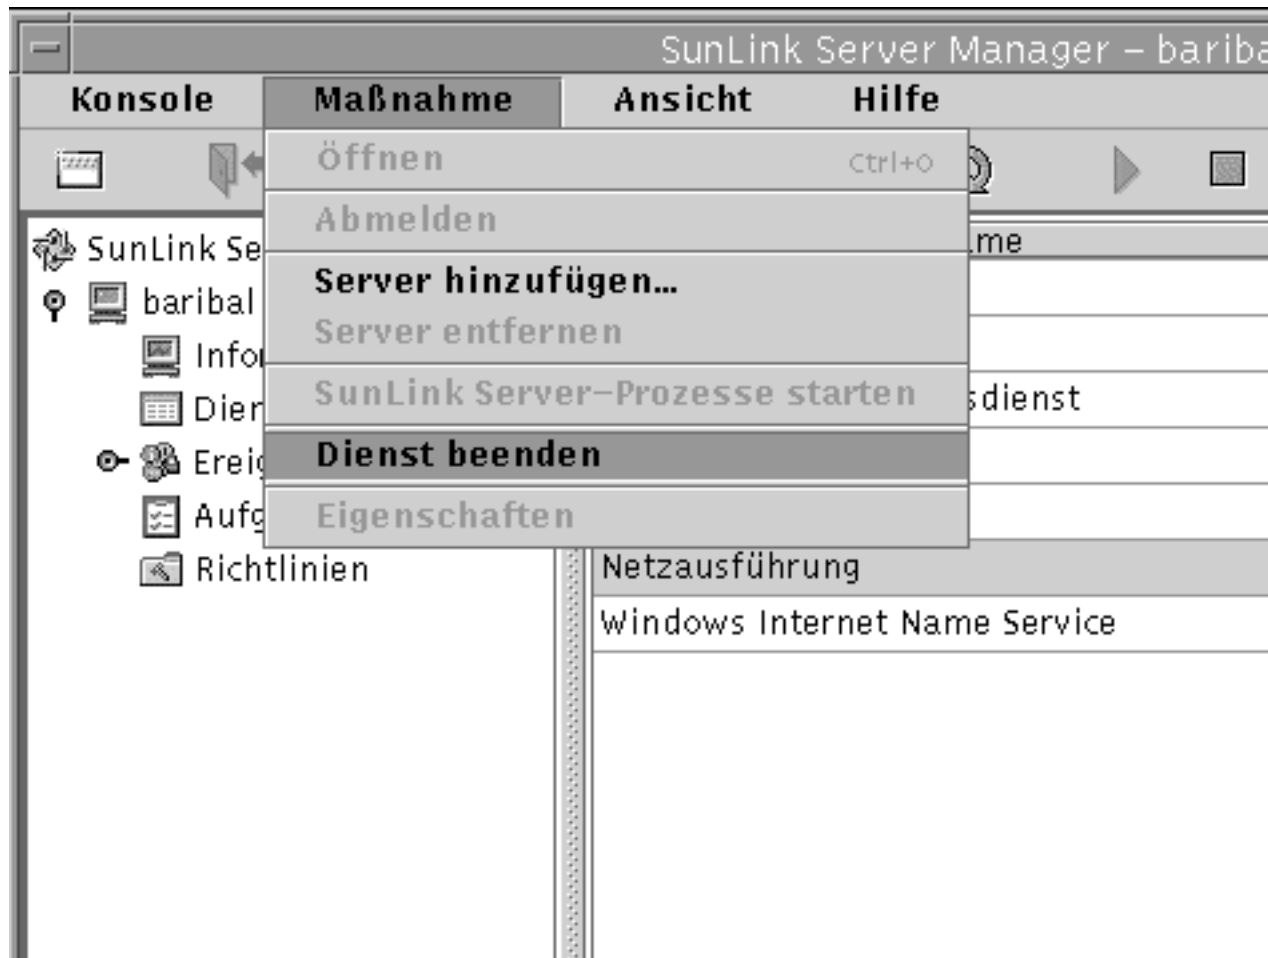 SunLink Server Manager – bariba
Konsole Maßnahme Ansicht Hilfe
Öffnen Ctrl+O
Abmelden
Server hinzufügen...
Server entfernen
SunLink Server-Prozesse starten
Dienst beenden
Eigenschaften
SunLink Se
baribal
Infor
Dien
Ereig
Aufg
Richtlinien
.me
sdienst
Netzausführung
Windows Internet Name Service